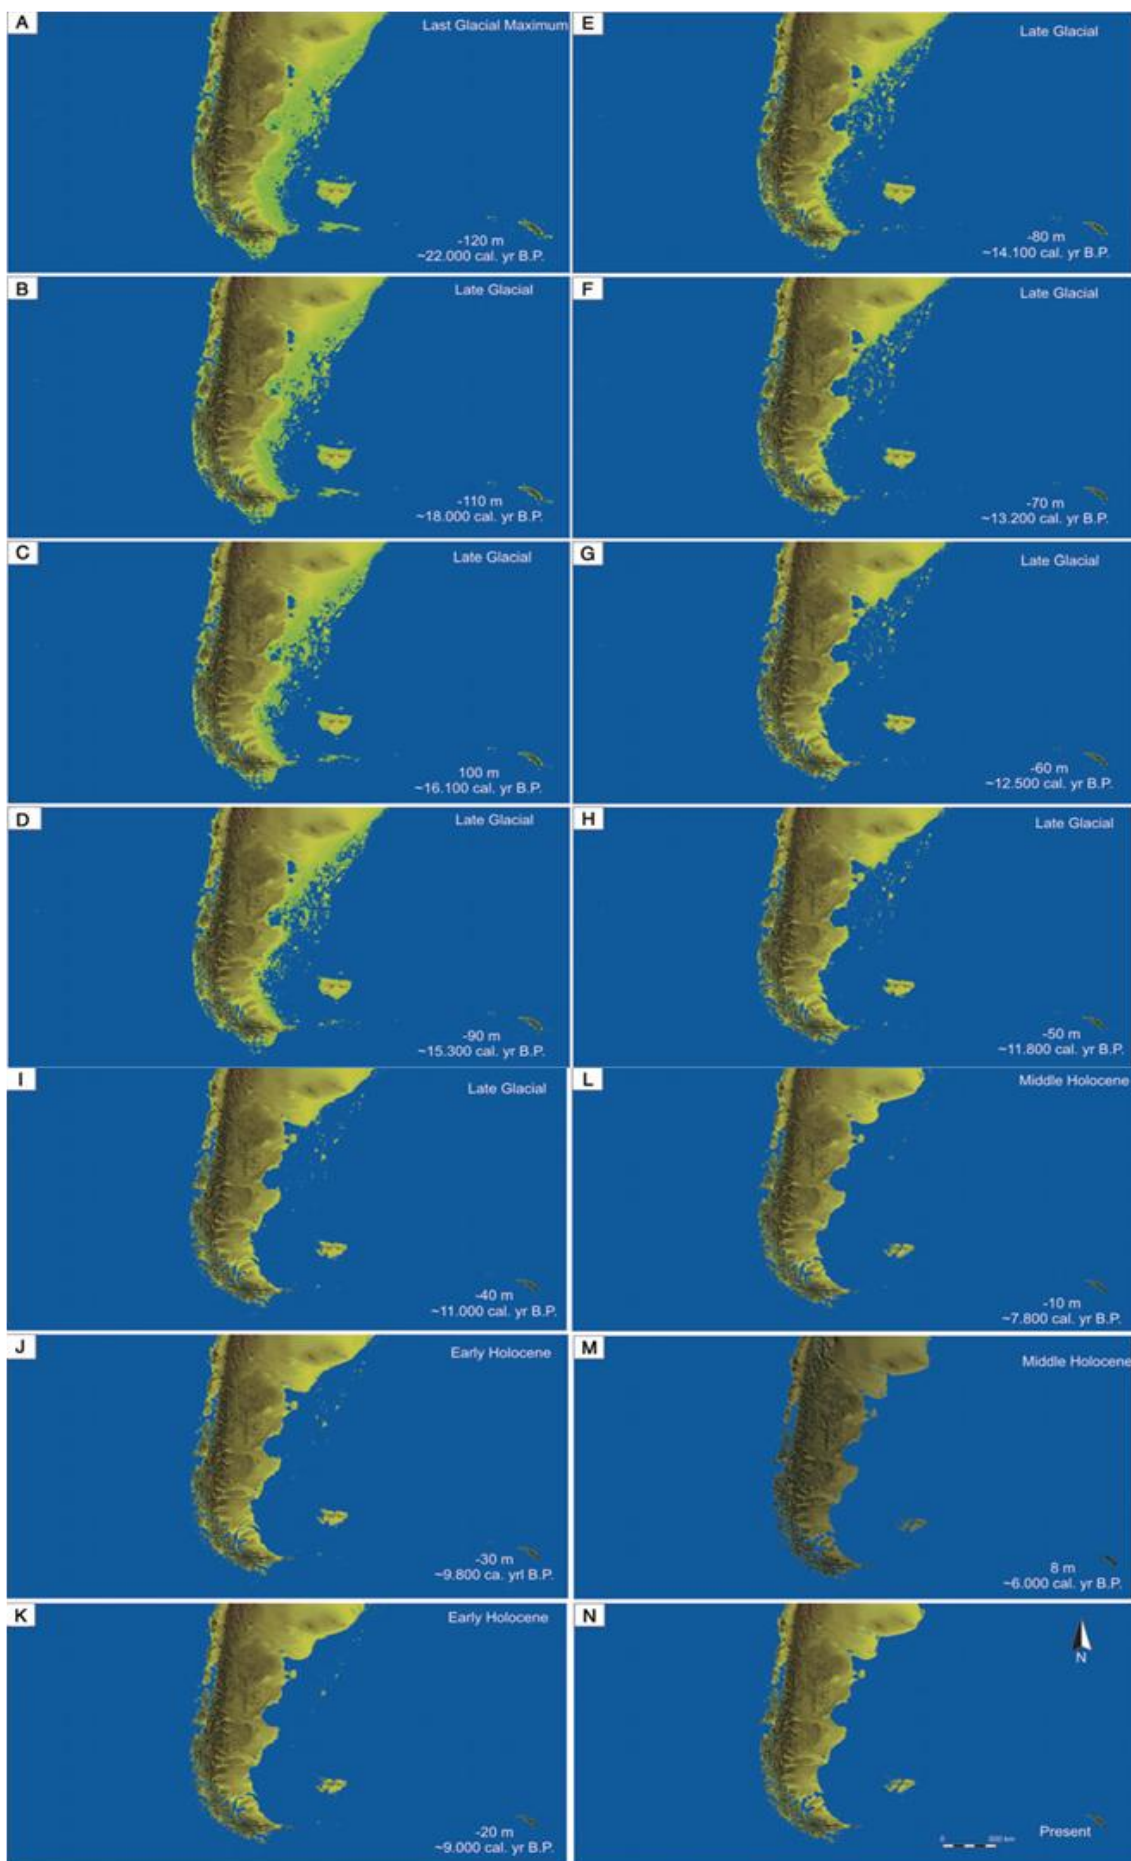 A
Last Glacial Maximum
-120 m
~22.000 cal. yr B.P.
B
Late Glacial
-110 m
~18.000 cal. yr B.P.
C
Late Glacial
100 m
~16.100 cal. yr B.P.
D
Late Glacial
-90 m
~15.300 cal. yr B.P.
E
Late Glacial
-80 m
~14.100 cal. yr B.P.
F
Late Glacial
-70 m
~13.200 cal. yr B.P.
G
Late Glacial
-60 m
~12.500 cal. yr B.P.
H
Late Glacial
-50 m
~11.800 cal. yr B.P.
I
Late Glacial
-40 m
~11.000 cal. yr B.P.
J
Early Holocene
-30 m
~9.800 ca. yrl B.P.
K
Early Holocene
-20 m
~9.000 cal. yr B.P.
L
Middle Holocene
-10 m
~7.800 cal. yr B.P.
M
Middle Holocene
8 m
~6.000 cal. yr B.P.
N
N
0
km
Present